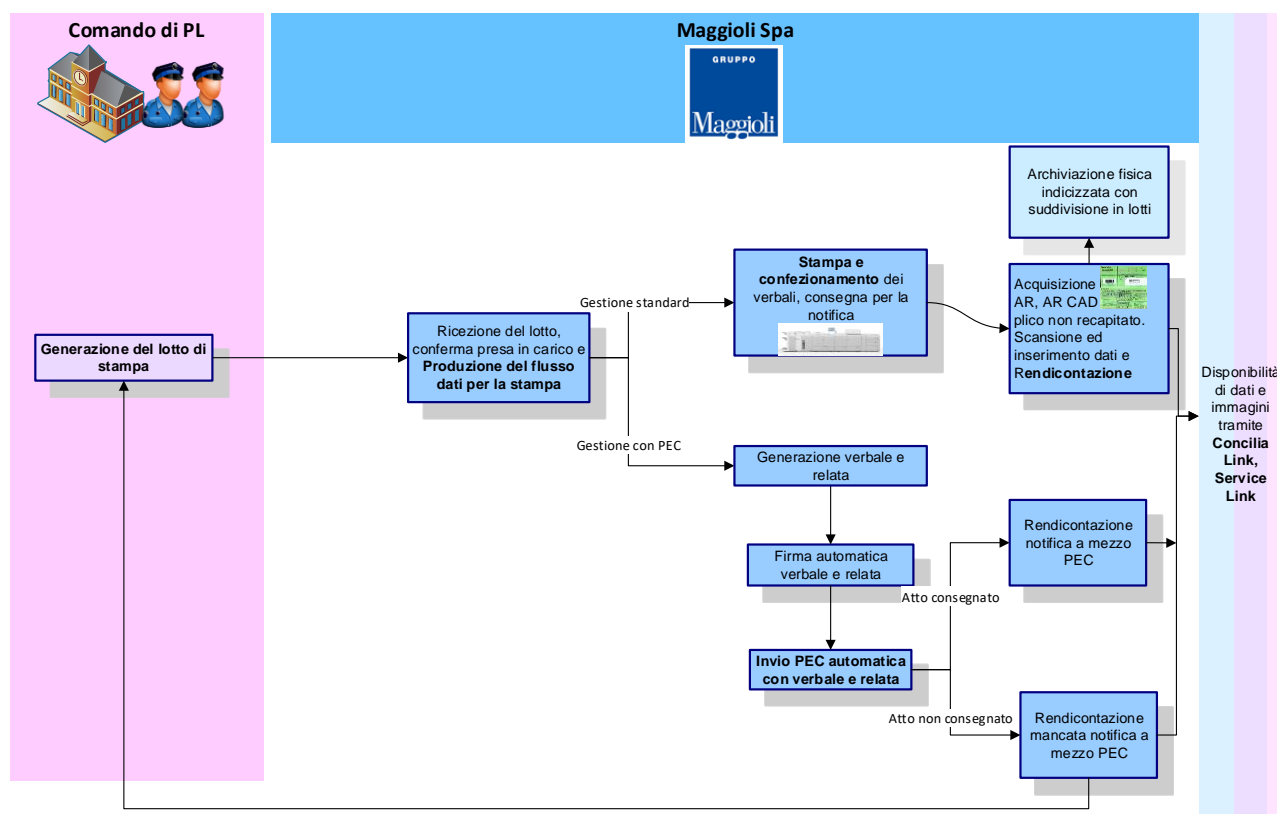 Comando di PL
Maggioli Spa
GRUPPO
Maggioli
Archiviazione fisica
indicizzata con
suddivisione in lotti
Stampa e
confezionamento dei
verbali, consegna per la
notifica
Gestione standard
Acquisizione
AR, AR CAD
plico non recapitato.
Scansione ed
inserimento dati e
Rendicontazione
Ricezione del lotto,
conferma presa in carico e
Produzione del flusso
dati per la stampa
Generazione del lotto di
stampa
Disponibilità
di dati e
immagini
tramite
Concilia
Link,
Service
Link
Gestione con PEC
Generazione verbale e
relata
Rendicontazione
notifica a mezzo
PEC
Firma automatica
verbale e relata
Atto consegnato
Invio PEC automatica
con verbale e relata
Atto non consegnato
Rendicontazione
mancata notifica a
mezzo PEC